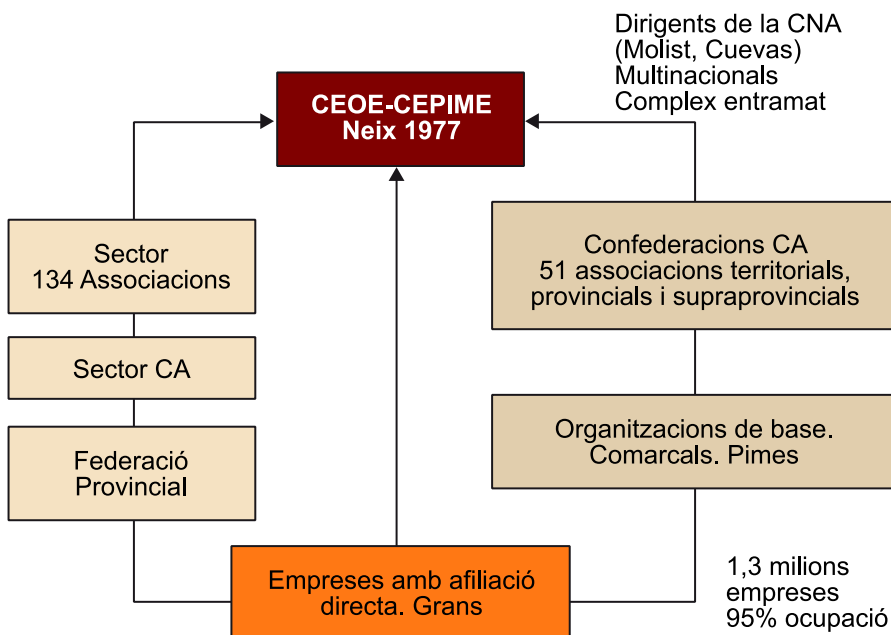 Dirigents de la CNA
(Molist, Cuevas)
Multinacionals
Complex entramat
CEOE-CEPIME
Neix 1977
Sector
134 Associacions
Sector CA
Federació
Provincial
Confederacions CA
51 associacions territorials,
provincials i supraprovincials
Organitzacions de base.
Comarcals. Pimes
Empreses amb afiliació
directa. Grans
1,3 milions
empreses
95% ocupació